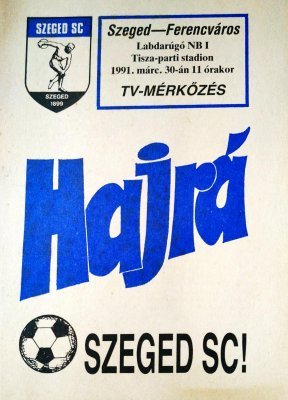 SZEGED SC
SZEGED
1899
Szeged—Ferencváros
Labdarúgó NB I
Tisza-parti stadion
1991. márc. 30-án 11 órakor
TV-MÉRKŐZÉS
Hajrá
SZEGED SC!